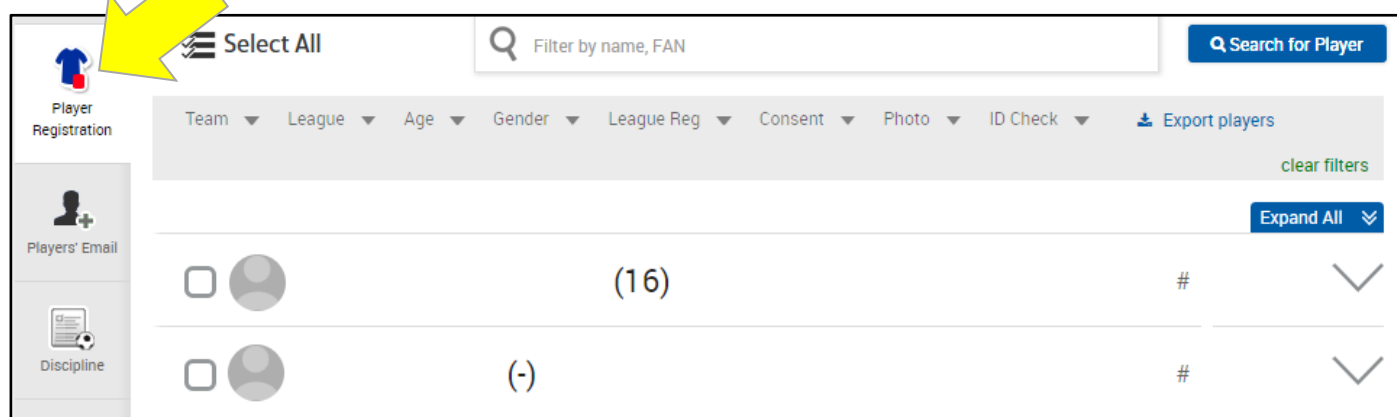 Select All
Filter by name, FAN
Search for Player
Player
Registration
Team League Age Gender League Reg Consent Photo ID Check Export players
clear filters
Players' Email
Expand All
(16) #
Discipline
(-) #